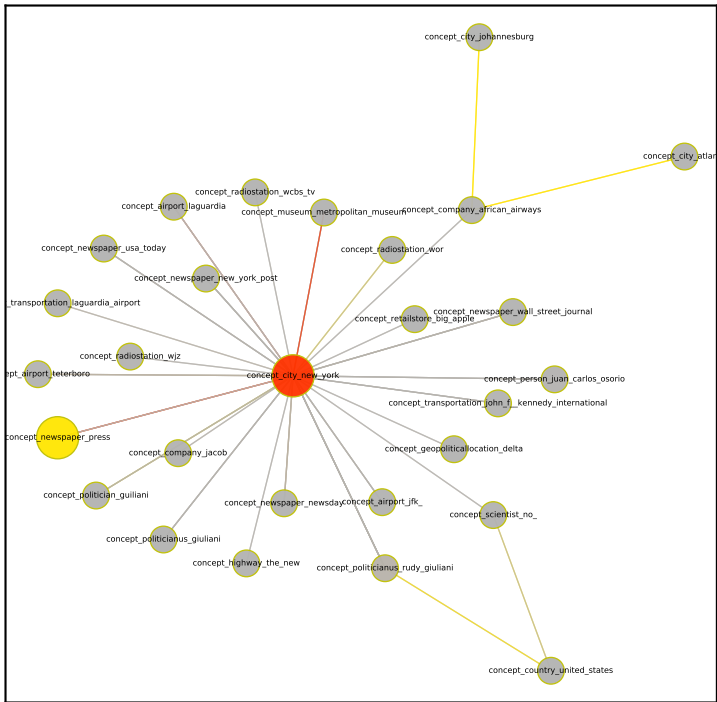 concept_city_johannesburg
concept_city_atlar
concept_radiostation_wcbs_tv
concept_airport_laguardia
concept_museum_metropolitan_museum
concept_company_african_airways
concept_newspaper_usa_today
concept_radiostation_wor
concept_newspaper_new_york_post
_transportation_laguardia_airport
concept_newspaper_wall_street_journal
concept_retailstore_big_apple
concept_radiostation_wjz
ept_airport_teterboro
concept_city_new_york
concept_person_juan_carlos_osorio
concept_transportation_john_f__kennedy_international
concept_newspaper_press
concept_geopoliticallocation_delta
concept_company_jacob
concept_politician_guiliani
concept_newspaper_newsday
concept_airport_jfk_
concept_scientist_no_
concept_politicianus_giuliani
concept_highway_the_new
concept_politicianus_rudy_giuliani
concept_country_united_states